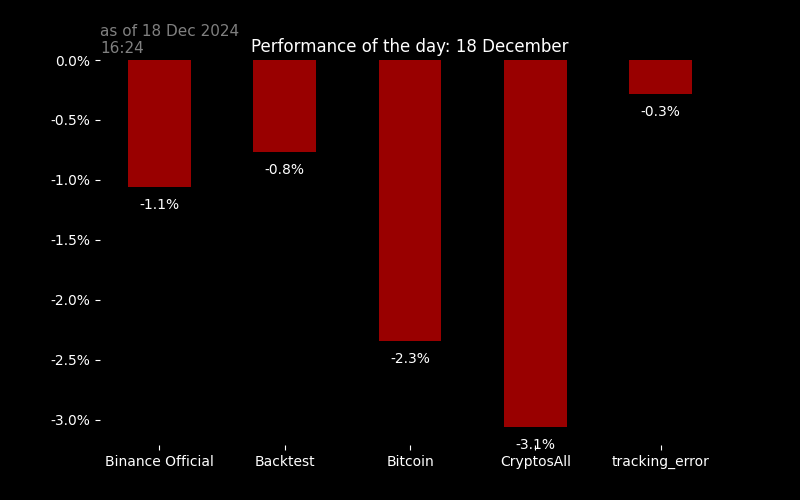 as of 18 Dec 2024
16:24
Performance of the day: 18 December
0.0%
-0.5%
-1.0%
-1.5%
-2.0%
-2.5%
-3.0%
-1.1%
-0.8%
-2.3%
-3.1%
-0.3%
Binance Official
Backtest
Bitcoin
CryptosAll
tracking_error